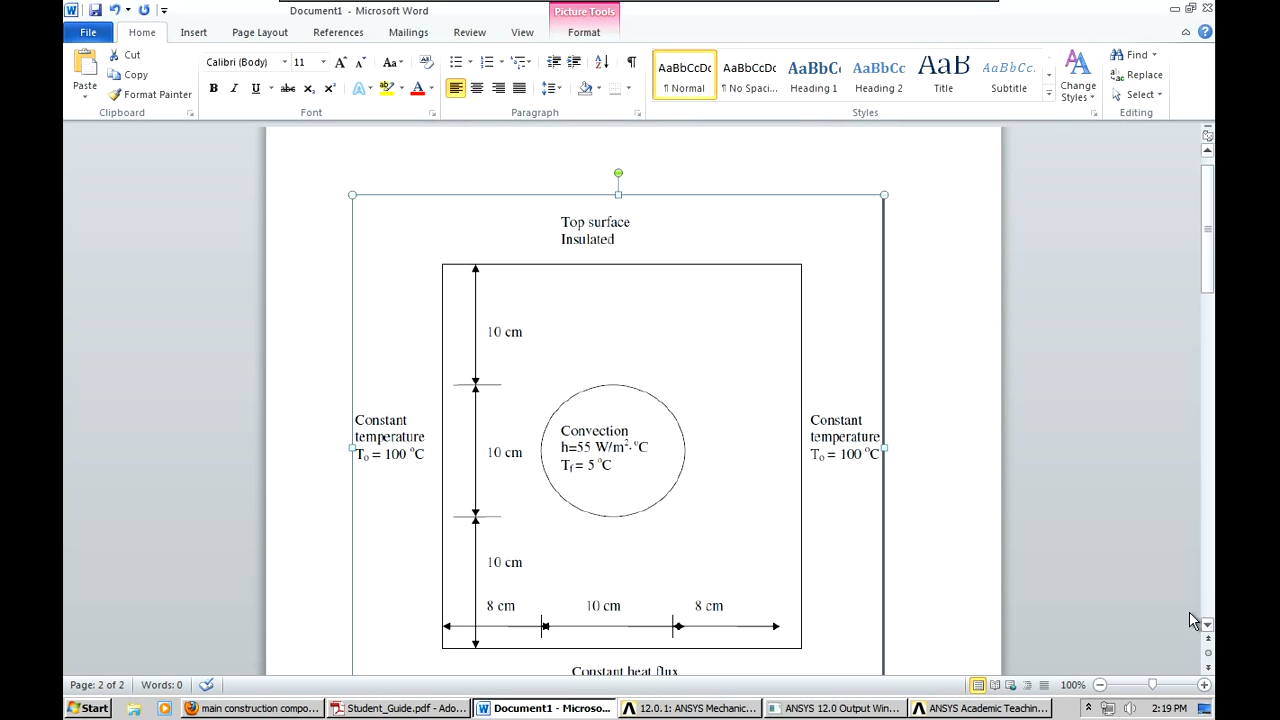 Document1 - Microsoft Word
Picture Tools
File
Home
Insert
Page Layout
References
Mailings
Review
View
Format
Paste
Cut
Copy
Format Painter
Clipboard
Calibri (Body)
11
Font
Paragraph
AaBbCcDc
¶ Normal
AaBbCcDc
¶ No Spaci...
AaBbC
Heading 1
AaBbCc
Heading 2
AaB
Title
AaBbCc.
Subtitle
Change
Styles
Styles
Find
Replace
Select
Editing
Top surface
Insulated
10 cm
Constant
temperature
To = 100 °C
10 cm
Convection
h=55 W/m²·°C
Tf = 5 °C
Constant
temperature
To = 100 °C
10 cm
8 cm
10 cm
8 cm
Constant heat flux
Page: 2 of 2
Words: 0
100%
Start
main construction compo...
Student_Guide.pdf - Ado...
Document1 - Microso...
12.0.1: ANSYS Mechanic...
ANSYS 12.0 Output Win...
ANSYS Academic Teachin...
2:19 PM